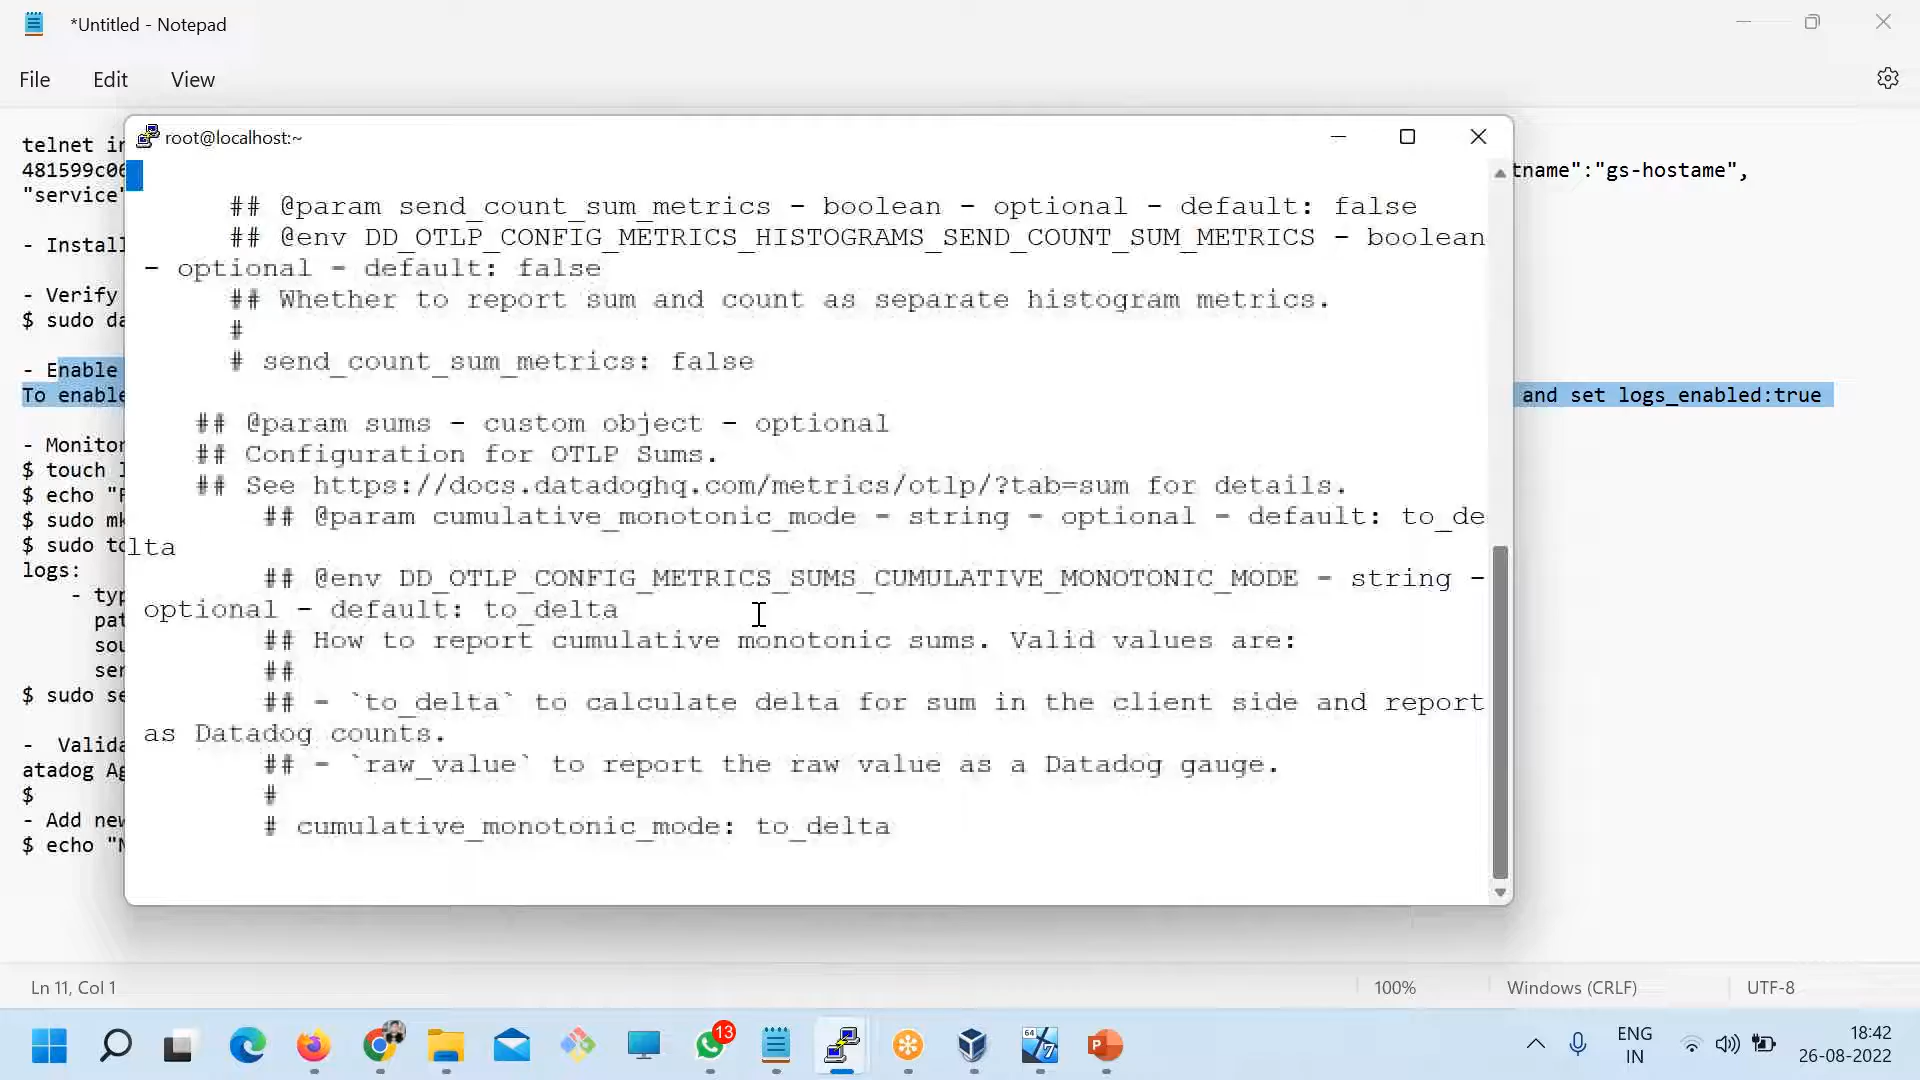 *Untitled - Notepad
File Edit View
telnet in
481599c06
tname":"gs-hostame",
"service"
- Install
- Verify
$ sudo da
- Enable
To enable
and set logs_enabled:true
- Monitor
$ touch l
$ echo "F
$ sudo mk
$ sudo to
logs:
- typ
pat
sou
ser
$ sudo se
- Valida
atadog Ag
$
- Add new
$ echo "N
root@localhost:~
## @param send_count_sum_metrics - boolean - optional - default: false
## @env DD_OTLP_CONFIG_METRICS_HISTOGRAMS_SEND_COUNT_SUM_METRICS - boolean
- optional - default: false
## Whether to report sum and count as separate histogram metrics.
#
# send_count_sum_metrics: false
## @param sums - custom object - optional
## Configuration for OTLP Sums.
## See https://docs.datadoghq.com/metrics/otlp/?tab=sum for details.
## @param cumulative_monotonic_mode - string - optional - default: to_de
lta
## @env DD_OTLP_CONFIG_METRICS_SUMS_CUMULATIVE_MONOTONIC_MODE - string -
optional - default: to_delta
## How to report cumulative monotonic sums. Valid values are:
##
## - `to_delta` to calculate delta for sum in the client side and report
as Datadog counts.
## - `raw_value` to report the raw value as a Datadog gauge.
#
# cumulative_monotonic_mode: to_delta
Ln 11, Col 1
100%
Windows (CRLF)
UTF-8
13
64
7
P
ENG
IN
18:42
26-08-2022